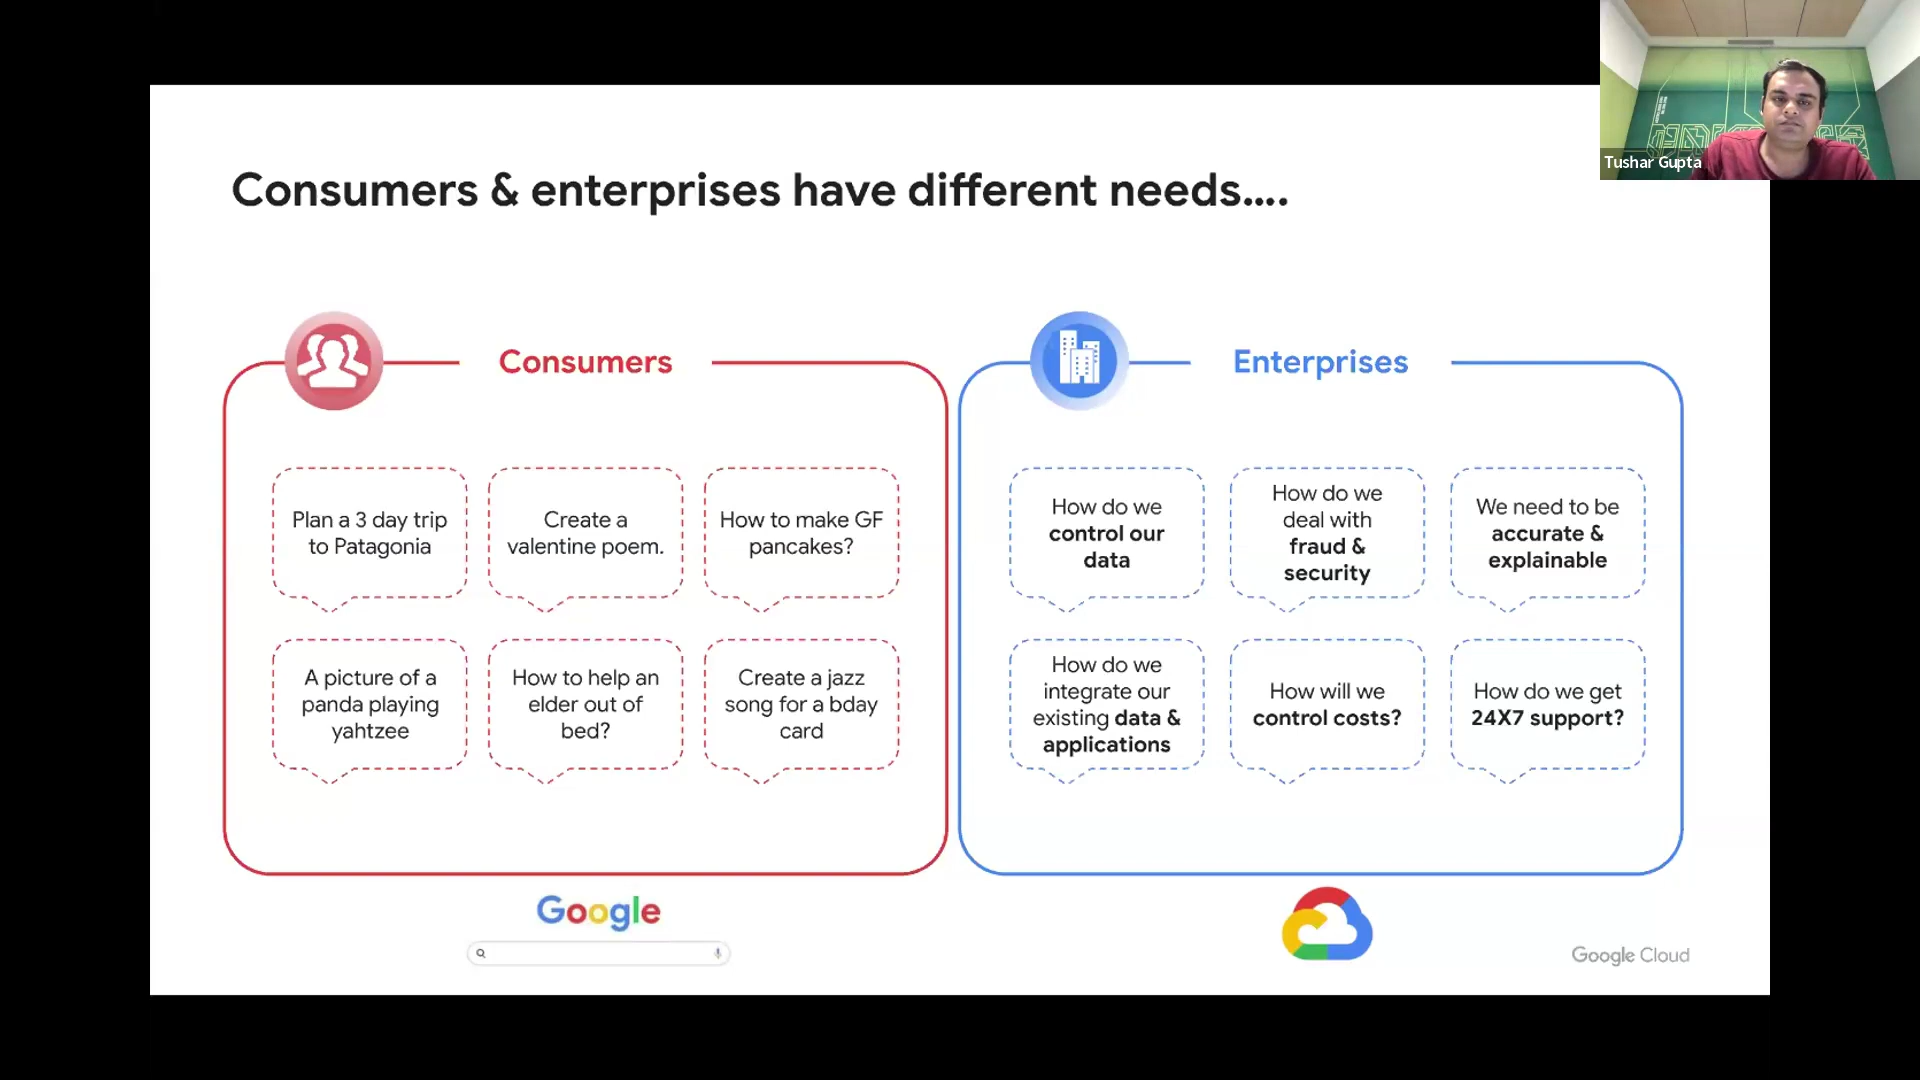 Tushar Gupta
Consumers & enterprises have different needs....
Consumers
Plan a 3 day trip
to Patagonia
Create a
valentine poem.
How to make GF
pancakes?
A picture of a
panda playing
yahtzee
How to help an
elder out of
bed?
Create a jazz
song for a bday
card
Google
Enterprises
How do we
control our
data
How do we
deal with
fraud &
security
We need to be
accurate &
explainable
How do we
integrate our
existing data &
applications
How will we
control costs?
How do we get
24X7 support?
Google Cloud